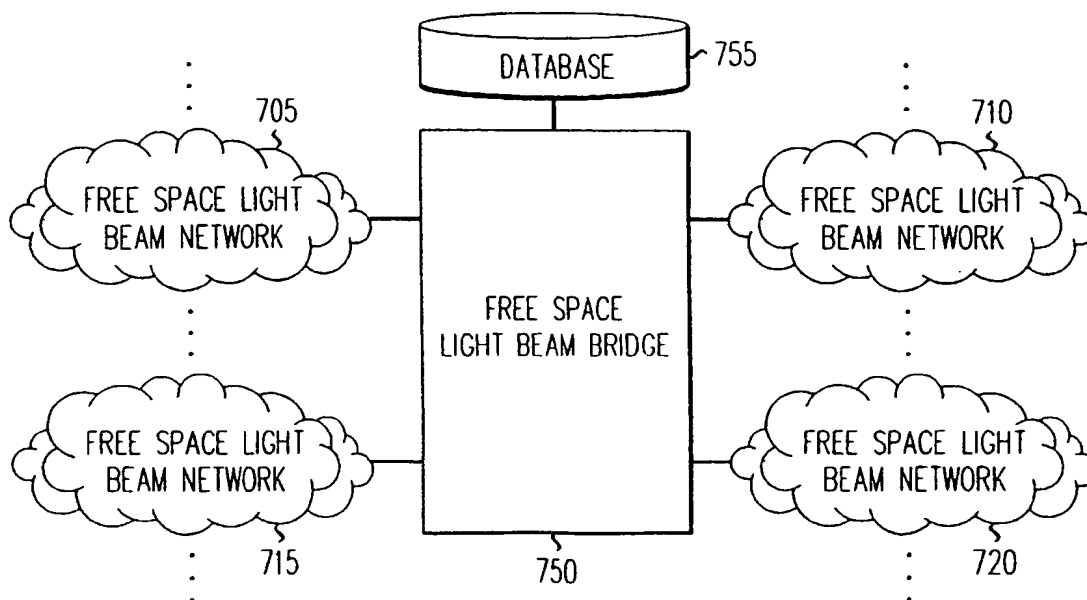 DATABASE
755
705
710
FREE SPACE LIGHT
BEAM NETWORK
FREE SPACE LIGHT
BEAM NETWORK
FREE SPACE
LIGHT BEAM BRIDGE
FREE SPACE LIGHT
BEAM NETWORK
FREE SPACE LIGHT
BEAM NETWORK
715
750
720